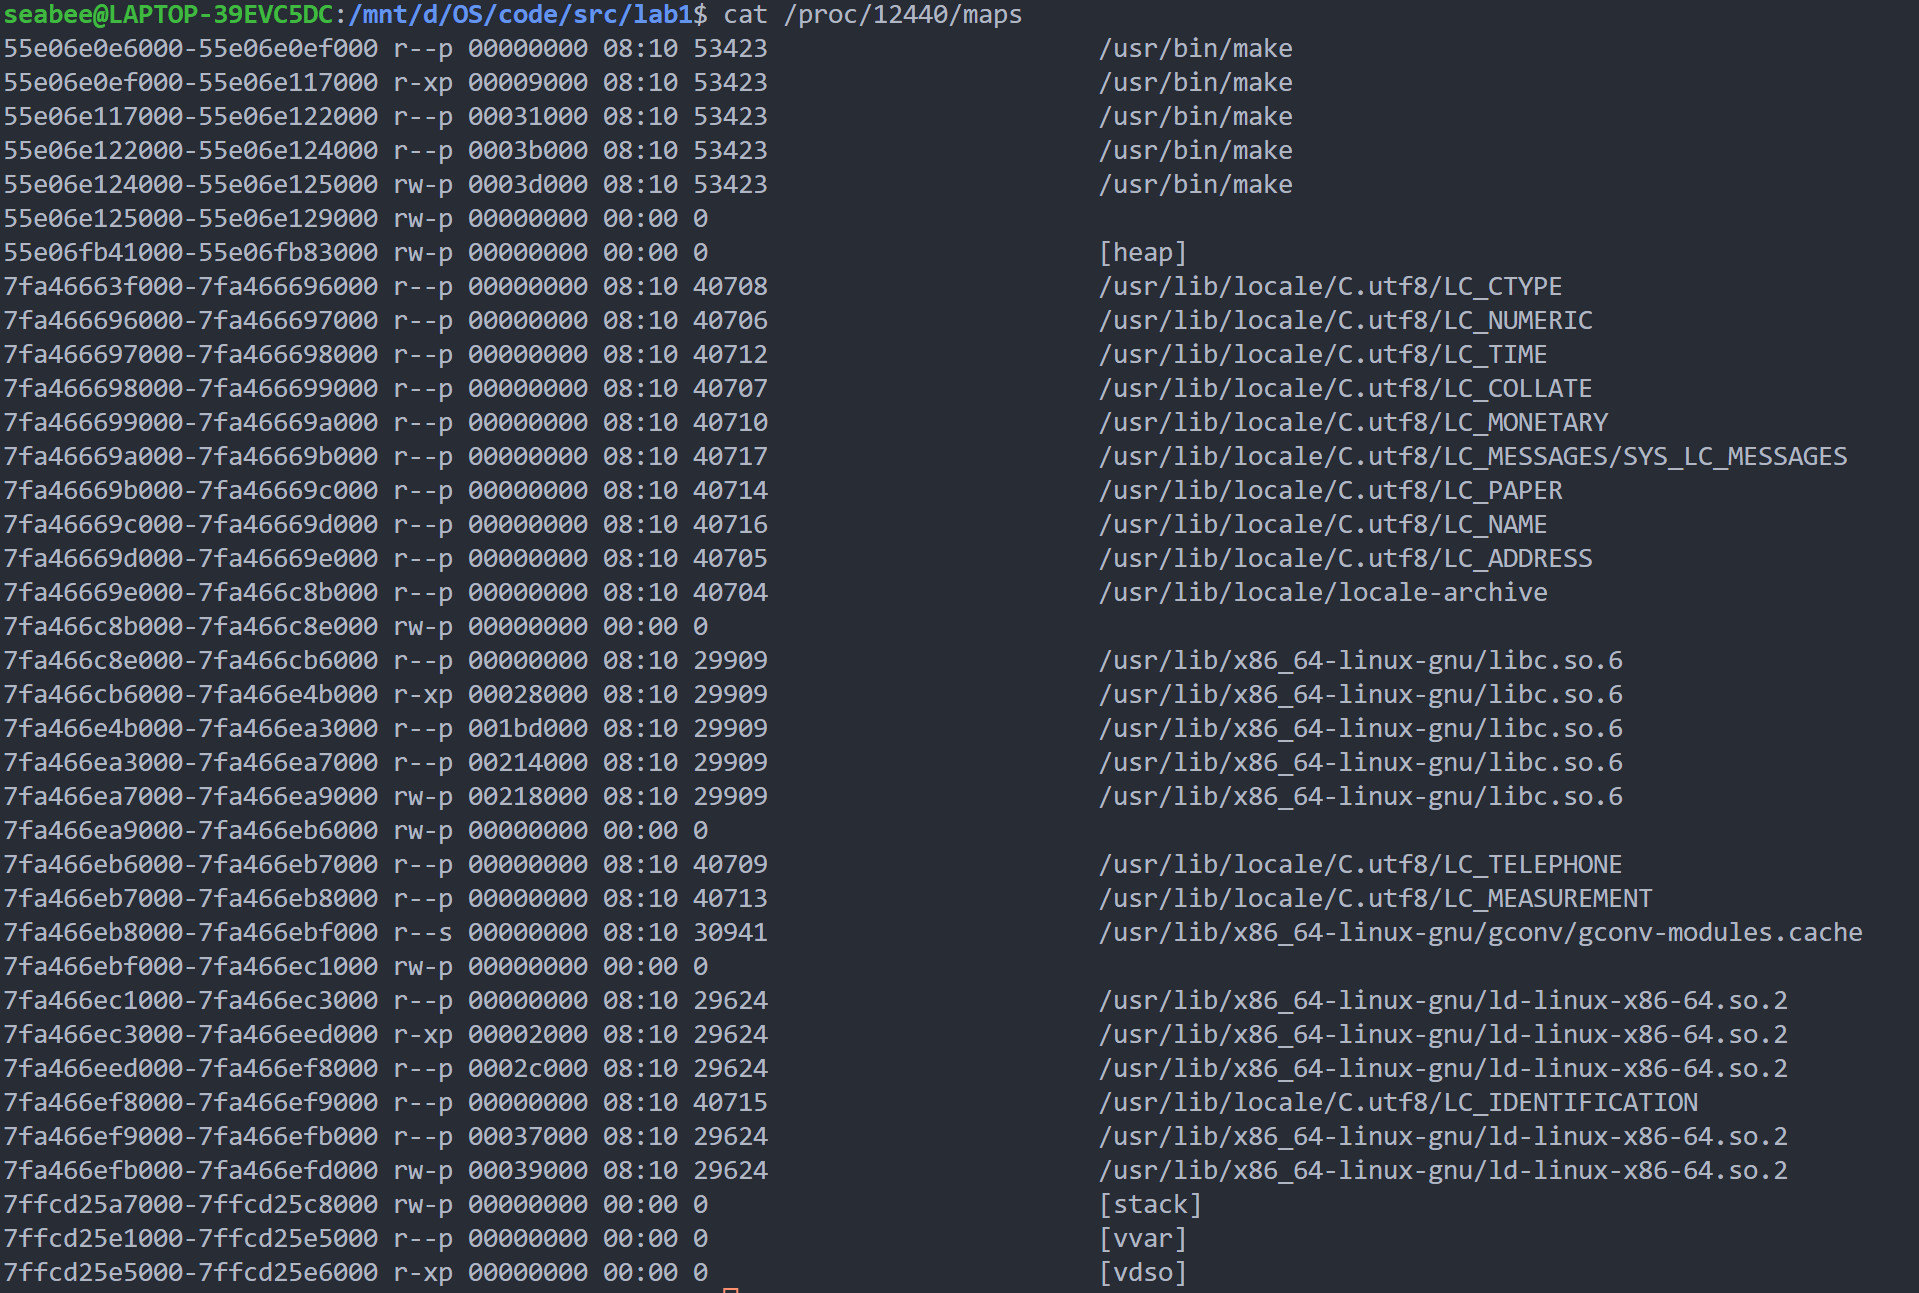 seabee@LAPTOP-39EVC5DC:/mnt/d/OS/code/src/lab1$ cat /proc/12440/maps
55e06e0e6000-55e06e0ef000 r--p 00000000 08:10 53423 /usr/bin/make
55e06e0ef000-55e06e117000 r-xp 00009000 08:10 53423 /usr/bin/make
55e06e117000-55e06e122000 r--p 00031000 08:10 53423 /usr/bin/make
55e06e122000-55e06e124000 r--p 0003b000 08:10 53423 /usr/bin/make
55e06e124000-55e06e125000 rw-p 0003d000 08:10 53423 /usr/bin/make
55e06e125000-55e06e129000 rw-p 00000000 00:00 0
55e06fb41000-55e06fb83000 rw-p 00000000 00:00 0 [heap]
7fa46663f000-7fa466696000 r--p 00000000 08:10 40708 /usr/lib/locale/C.utf8/LC_CTYPE
7fa466696000-7fa466697000 r--p 00000000 08:10 40706 /usr/lib/locale/C.utf8/LC_NUMERIC
7fa466697000-7fa466698000 r--p 00000000 08:10 40712 /usr/lib/locale/C.utf8/LC_TIME
7fa466698000-7fa466699000 r--p 00000000 08:10 40707 /usr/lib/locale/C.utf8/LC_COLLATE
7fa466699000-7fa46669a000 r--p 00000000 08:10 40710 /usr/lib/locale/C.utf8/LC_MONETARY
7fa46669a000-7fa46669b000 r--p 00000000 08:10 40717 /usr/lib/locale/C.utf8/LC_MESSAGES/SYS_LC_MESSAGES
7fa46669b000-7fa46669c000 r--p 00000000 08:10 40714 /usr/lib/locale/C.utf8/LC_PAPER
7fa46669c000-7fa46669d000 r--p 00000000 08:10 40716 /usr/lib/locale/C.utf8/LC_NAME
7fa46669d000-7fa46669e000 r--p 00000000 08:10 40705 /usr/lib/locale/C.utf8/LC_ADDRESS
7fa46669e000-7fa466c8b000 r--p 00000000 08:10 40704 /usr/lib/locale/locale-archive
7fa466c8b000-7fa466c8e000 rw-p 00000000 00:00 0
7fa466c8e000-7fa466cb6000 r--p 00000000 08:10 29909 /usr/lib/x86_64-linux-gnu/libc.so.6
7fa466cb6000-7fa466e4b000 r-xp 00028000 08:10 29909 /usr/lib/x86_64-linux-gnu/libc.so.6
7fa466e4b000-7fa466ea3000 r--p 001bd000 08:10 29909 /usr/lib/x86_64-linux-gnu/libc.so.6
7fa466ea3000-7fa466ea7000 r--p 00214000 08:10 29909 /usr/lib/x86_64-linux-gnu/libc.so.6
7fa466ea7000-7fa466ea9000 rw-p 00218000 08:10 29909 /usr/lib/x86_64-linux-gnu/libc.so.6
7fa466ea9000-7fa466eb6000 rw-p 00000000 00:00 0
7fa466eb6000-7fa466eb7000 r--p 00000000 08:10 40709 /usr/lib/locale/C.utf8/LC_TELEPHONE
7fa466eb7000-7fa466eb8000 r--p 00000000 08:10 40713 /usr/lib/locale/C.utf8/LC_MEASUREMENT
7fa466eb8000-7fa466ebf000 r--s 00000000 08:10 30941 /usr/lib/x86_64-linux-gnu/gconv/gconv-modules.cache
7fa466ebf000-7fa466ec1000 rw-p 00000000 00:00 0
7fa466ec1000-7fa466ec3000 r--p 00000000 08:10 29624 /usr/lib/x86_64-linux-gnu/ld-linux-x86-64.so.2
7fa466ec3000-7fa466eed000 r-xp 00002000 08:10 29624 /usr/lib/x86_64-linux-gnu/ld-linux-x86-64.so.2
7fa466eed000-7fa466ef8000 r--p 0002c000 08:10 29624 /usr/lib/x86_64-linux-gnu/ld-linux-x86-64.so.2
7fa466ef8000-7fa466ef9000 r--p 00000000 08:10 40715 /usr/lib/locale/C.utf8/LC_IDENTIFICATION
7fa466ef9000-7fa466efb000 r--p 00037000 08:10 29624 /usr/lib/x86_64-linux-gnu/ld-linux-x86-64.so.2
7fa466efb000-7fa466efd000 rw-p 00039000 08:10 29624 /usr/lib/x86_64-linux-gnu/ld-linux-x86-64.so.2
7ffcd25a7000-7ffcd25c8000 rw-p 00000000 00:00 0 [stack]
7ffcd25e1000-7ffcd25e5000 r--p 00000000 00:00 0 [vvar]
7ffcd25e5000-7ffcd25e6000 r-xp 00000000 00:00 0 [vdso]